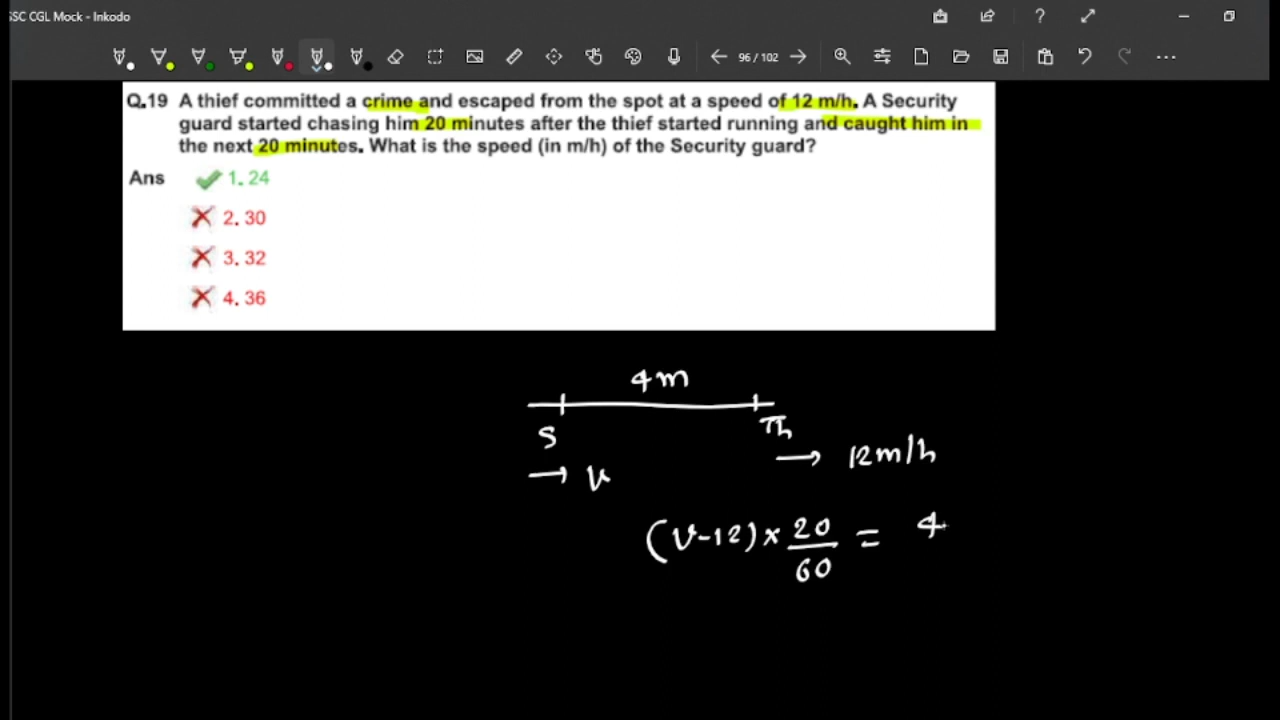 SSC CGL Mock - Inkodo
96 / 102
Q.19 A thief committed a crime and escaped from the spot at a speed of 12 m/h. A Security
guard started chasing him 20 minutes after the thief started running and caught him in
the next 20 minutes. What is the speed (in m/h) of the Security guard?
Ans 1. 24
2. 30
3. 32
4. 36
4m
S Th
→ V → 12m/h
(V-12) × 20/60 = 4